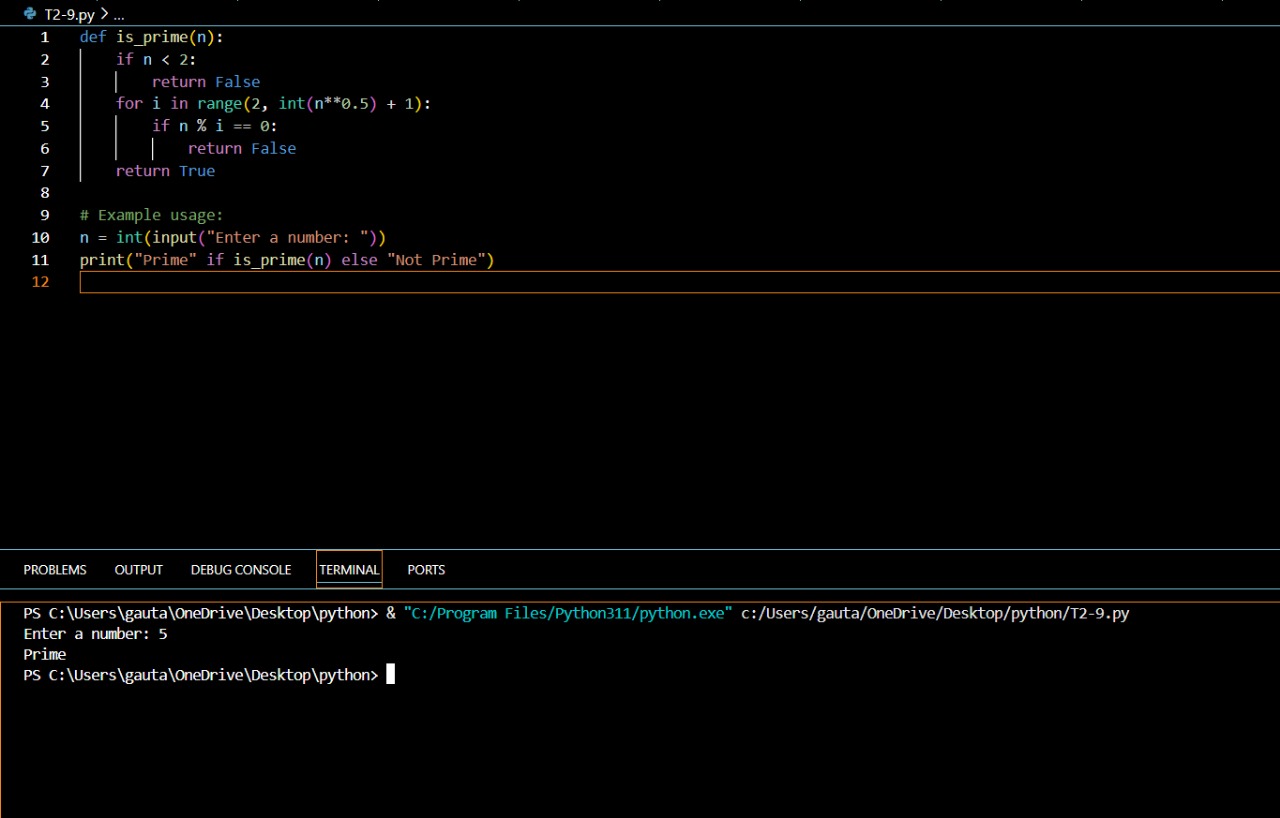 T2-9.py > ...
1 def is_prime(n):
2     if n < 2:
3         return False
4     for i in range(2, int(n**0.5) + 1):
5         if n % i == 0:
6             return False
7     return True
8
9 # Example usage:
10 n = int(input("Enter a number: "))
11 print("Prime" if is_prime(n) else "Not Prime")
12
PROBLEMS OUTPUT DEBUG CONSOLE TERMINAL PORTS
PS C:\Users\gauta\OneDrive\Desktop\python> & "C:/Program Files/Python311/python.exe" c:/Users/gauta/OneDrive/Desktop/python/T2-9.py
Enter a number: 5
Prime
PS C:\Users\gauta\OneDrive\Desktop\python>